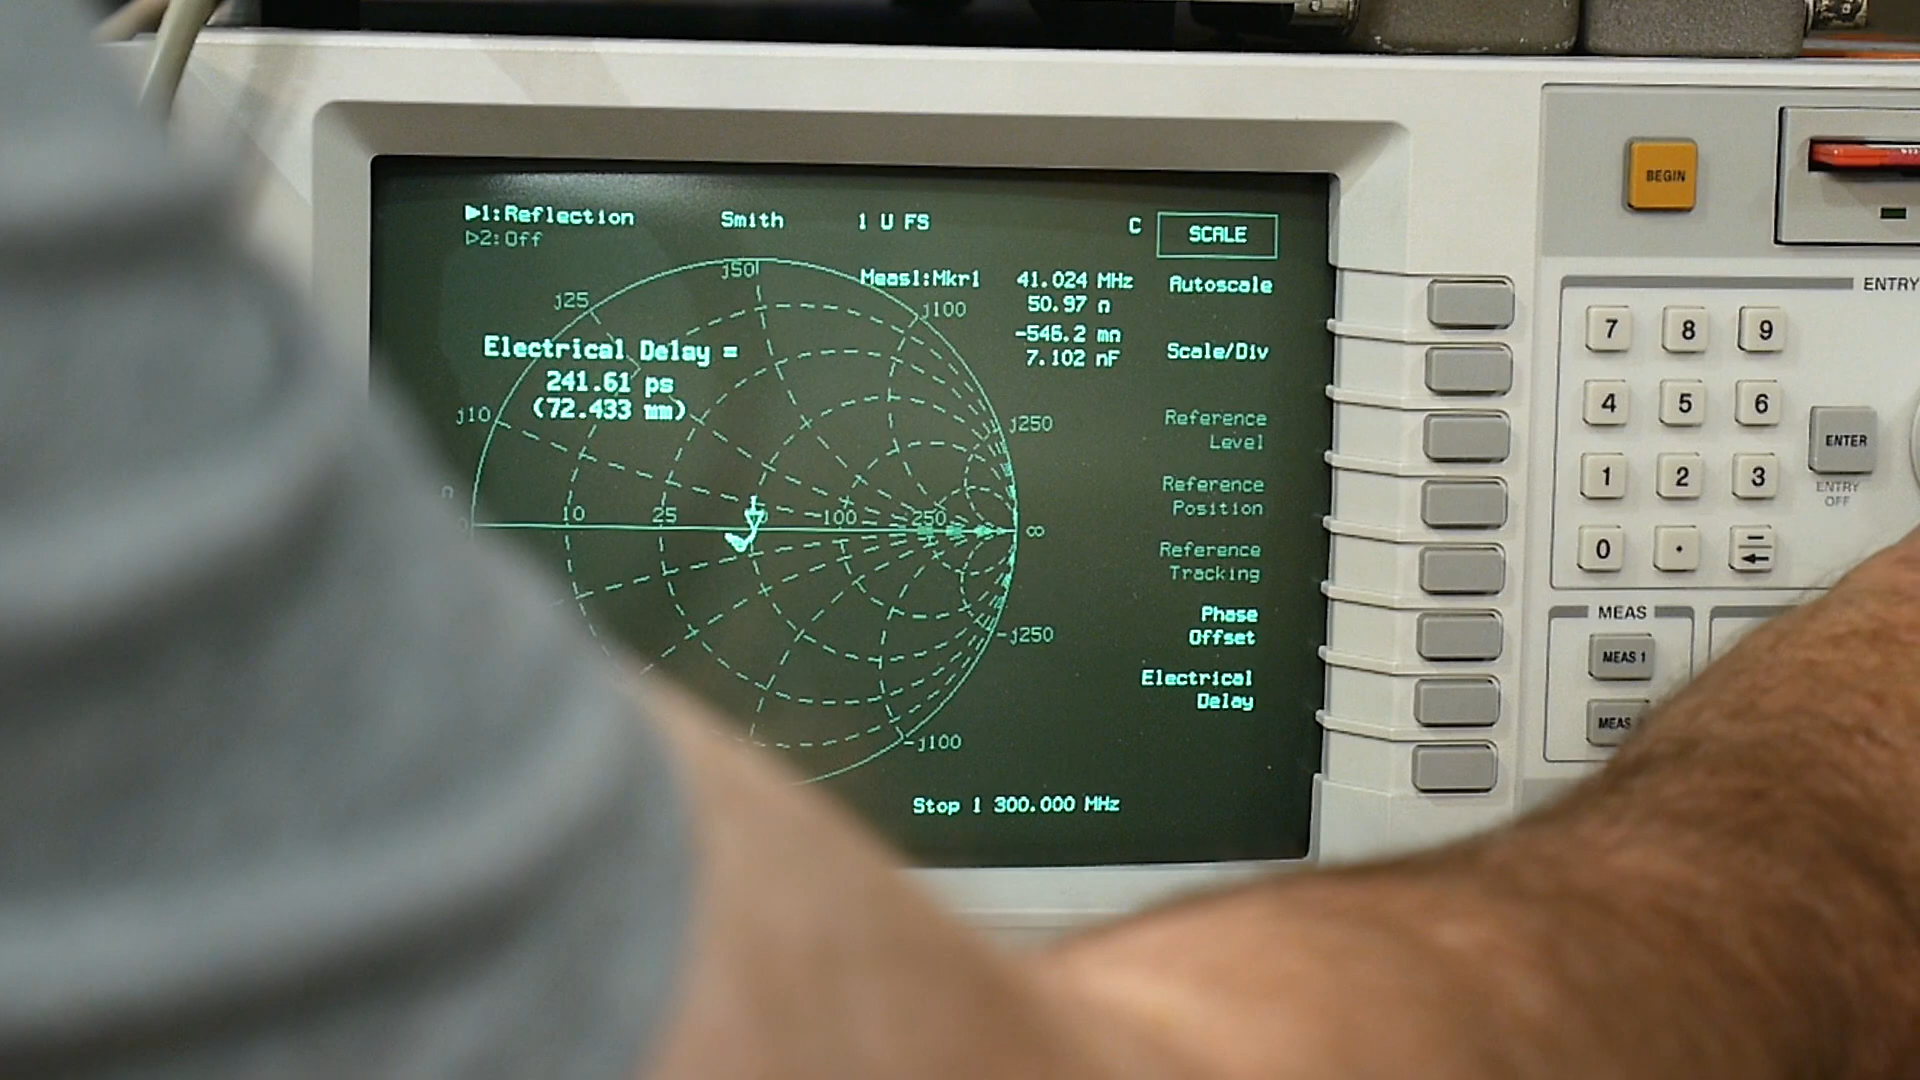 ▶1:Reflection Smith 1 U FS
▷2:Off
C
SCALE
Meas1:Mkr1 41.024 MHz
50.97 Ω
-546.2 mΩ
7.102 nF
Autoscale
Scale/Div
Reference
Level
Reference
Position
Reference
Tracking
Phase
Offset
Electrical
Delay
Electrical Delay =
241.61 ps
(72.433 mm)
j10
j25
j50
j100
j250
0
10
25
100
250
∞
-j250
-j100
Stop 1 300.000 MHz
BEGIN
ENTRY
7 8 9
4 5 6
1 2 3
0 . -
←
ENTER
ENTRY
OFF
MEAS
MEAS 1
MEAS